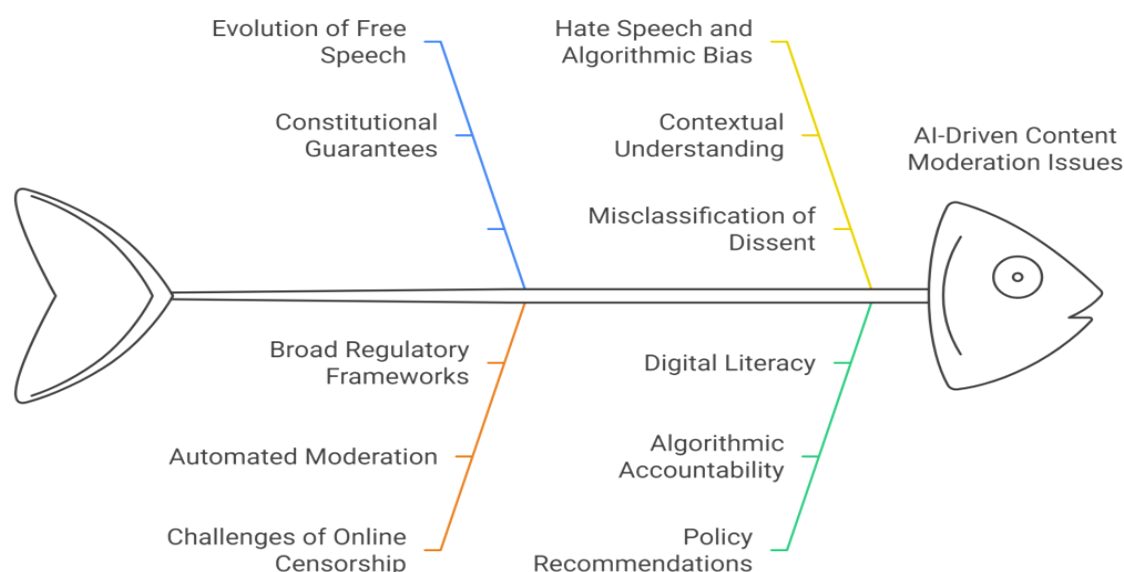 Evolution of Free
Speech
Hate Speech and
Algorithmic Bias
Constitutional
Guarantees
Contextual
Understanding
AI-Driven Content
Moderation Issues
Misclassification of
Dissent
Broad Regulatory
Frameworks
Digital Literacy
Automated Moderation
Algorithmic
Accountability
Challenges of Online
Censorship
Policy
Recommendations